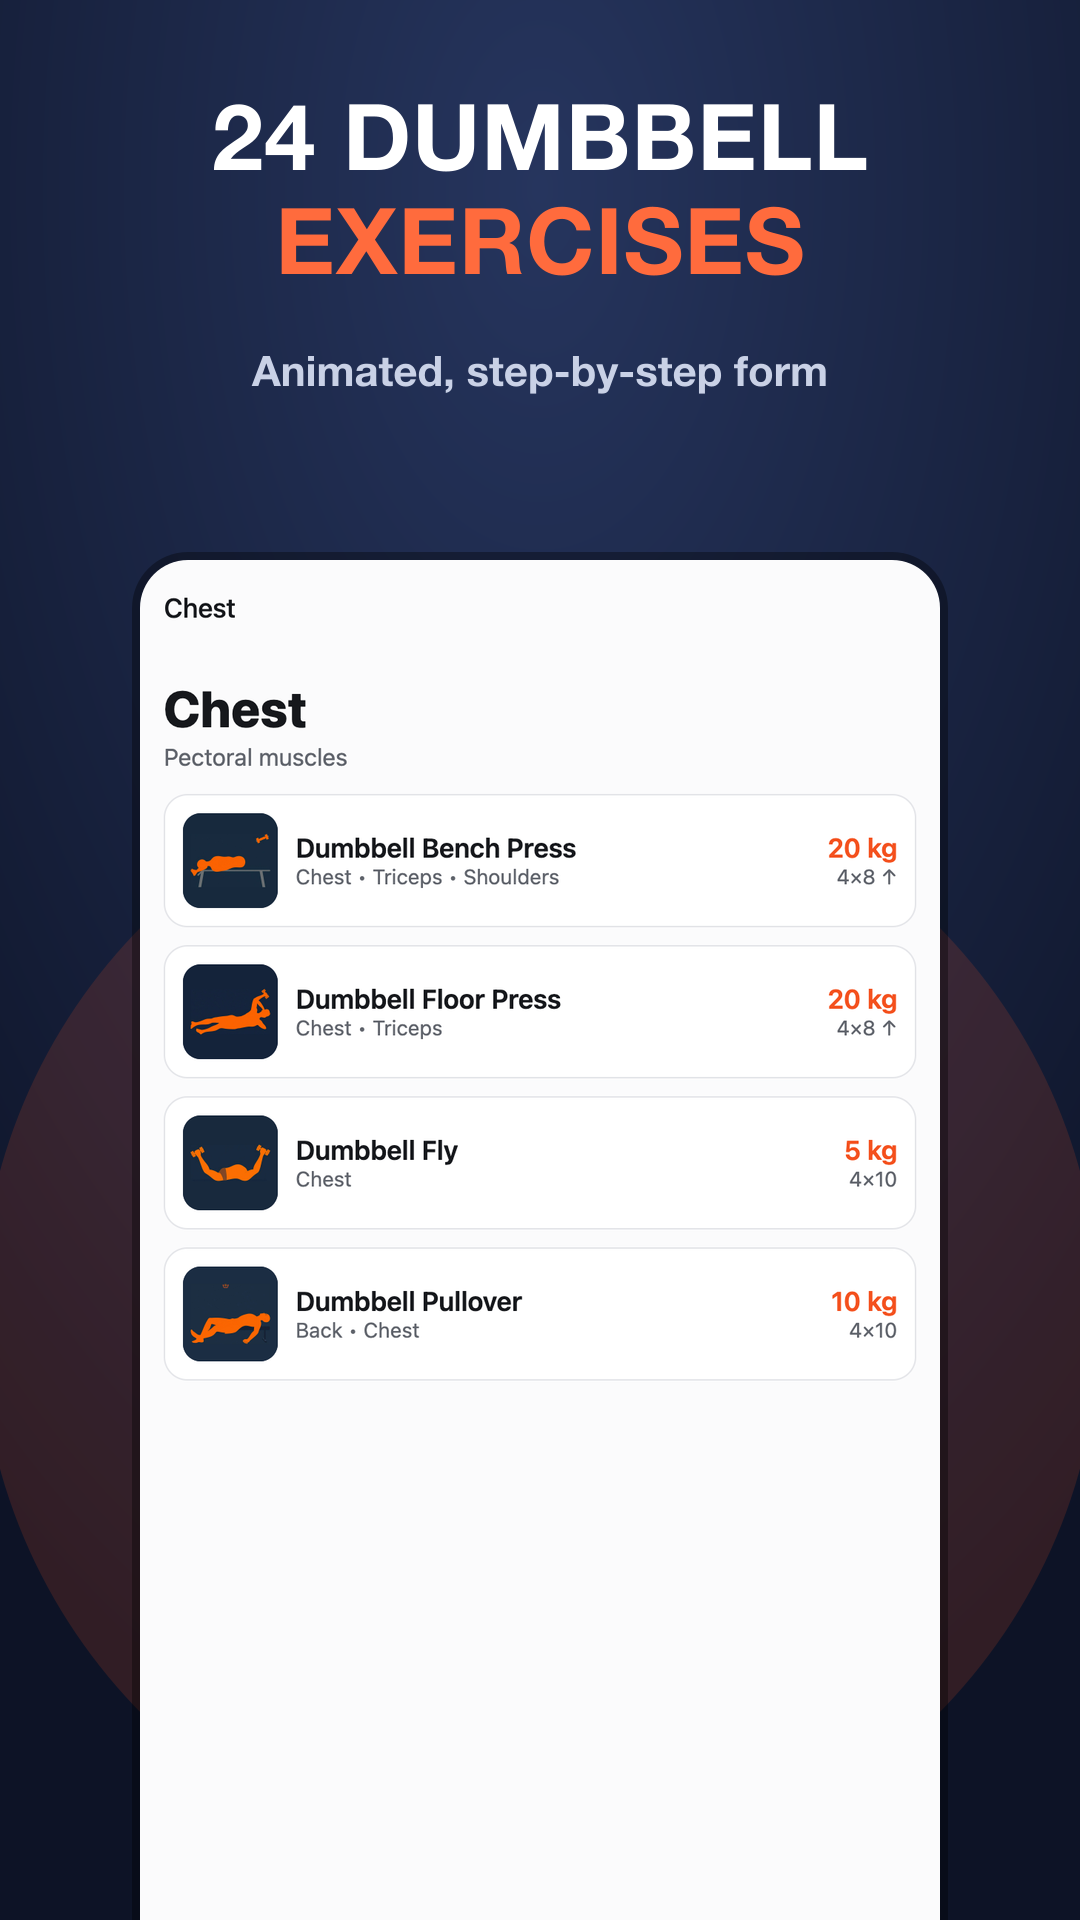 24 DUMBBELL
EXERCISES
Animated, step-by-step form
Chest
Chest
Pectoral muscles
Dumbbell Bench Press
20 kg
Chest • Triceps • Shoulders
4×8 ↑
Dumbbell Floor Press
20 kg
Chest • Triceps
4×8 ↑
Dumbbell Fly
5 kg
Chest
4×10
Dumbbell Pullover
10 kg
Back • Chest
4×10